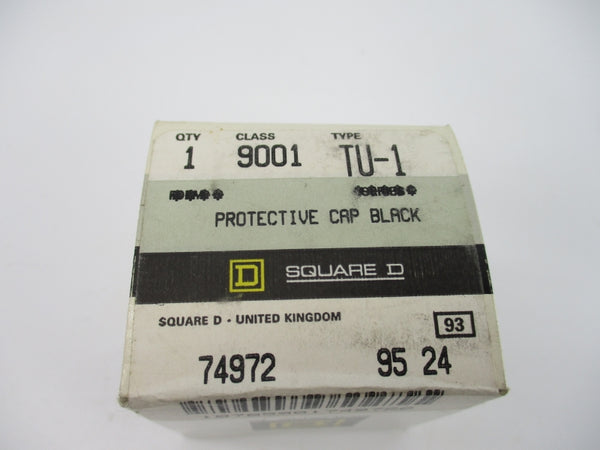 QTY CLASS TYPE
1 9001 TU-1
PROTECTIVE CAP BLACK
D SQUARE D
SQUARE D - UNITED KINGDOM 93
74972 95 24